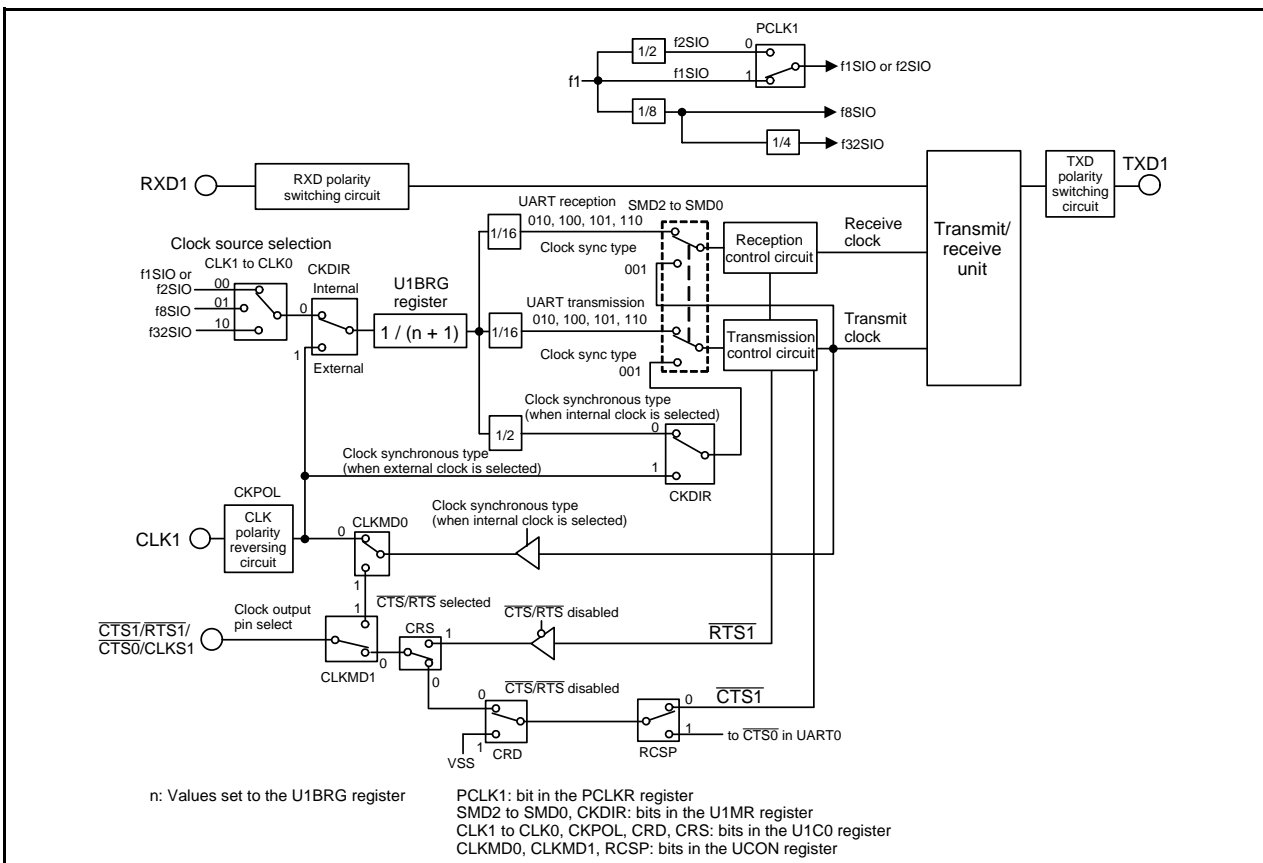 PCLK1
1/2
f2SIO
0
f1
f1SIO
1
f1SIO or f2SIO
1/8
f8SIO
1/4
f32SIO
RXD1
RXD polarity
switching circuit
TXD
polarity
switching
circuit
TXD1
Transmit/
receive
unit
UART reception
010, 100, 101, 110
SMD2 to SMD0
1/16
Clock sync type
001
Reception
control circuit
Receive
clock
Clock source selection
CLK1 to CLK0
f1SIO or
f2SIO
00
f8SIO
01
f32SIO
10
CKDIR
Internal
0
1
External
U1BRG
register
1 / (n + 1)
UART transmission
010, 100, 101, 110
1/16
Clock sync type
001
Transmission
control circuit
Transmit
clock
Clock synchronous type
(when internal clock is selected)
1/2
0
Clock synchronous type
(when external clock is selected)
1
CKDIR
CKPOL
CLK1
CLK
polarity
reversing
circuit
CLKMD0
0
1
Clock synchronous type
(when internal clock is selected)
CTS1/RTS1/
CTS0/CLKS1
Clock output
pin select
1
CTS/RTS selected
CLKMD1
0
CRS
1
0
CTS/RTS disabled
RTS1
CTS/RTS disabled
0
1
VSS
CRD
RCSP
0
CTS1
1
to CTS0 in UART0
n: Values set to the U1BRG register
PCLK1: bit in the PCLKR register
SMD2 to SMD0, CKDIR: bits in the U1MR register
CLK1 to CLK0, CKPOL, CRD, CRS: bits in the U1C0 register
CLKMD0, CLKMD1, RCSP: bits in the UCON register